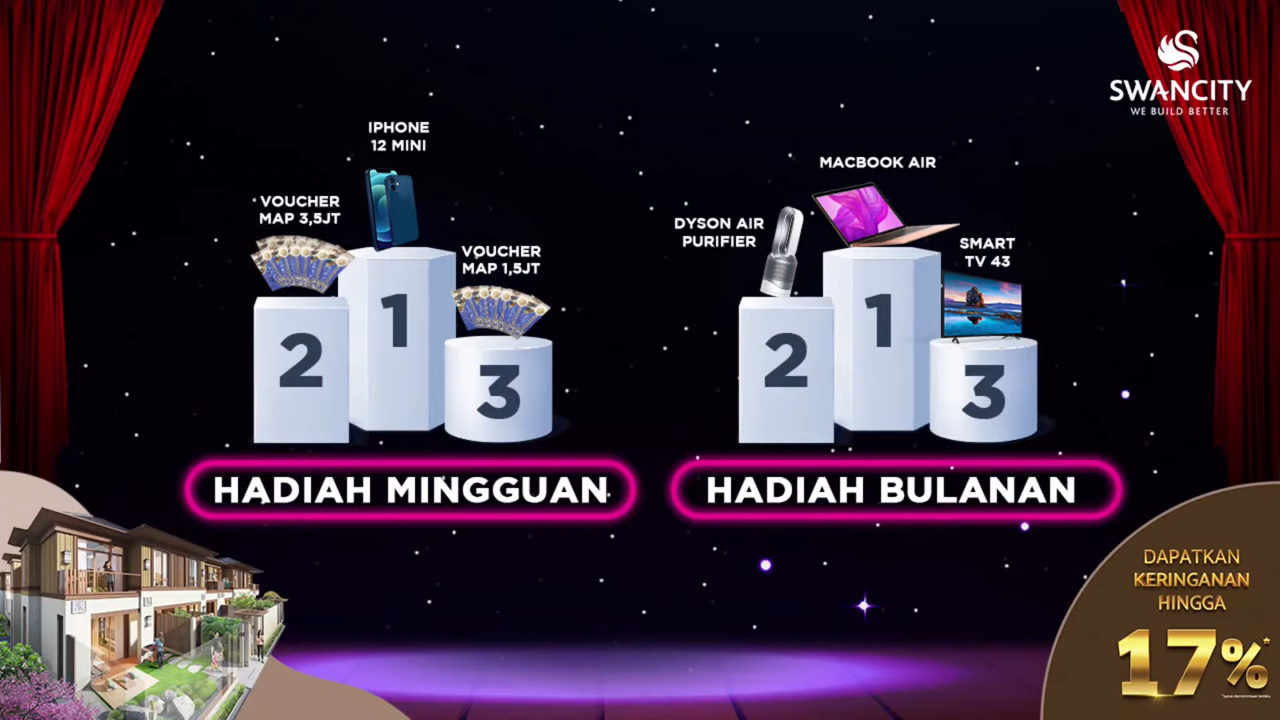 SWANCITY
WE BUILD BETTER
IPHONE
12 MINI
VOUCHER
MAP 3,5JT
VOUCHER
MAP 1,5JT
2
1
3
MACBOOK AIR
DYSON AIR
PURIFIER
SMART
TV 43
2
1
3
HADIAH MINGGUAN
HADIAH BULANAN
DAPATKAN
KERINGANAN
HINGGA
17%*